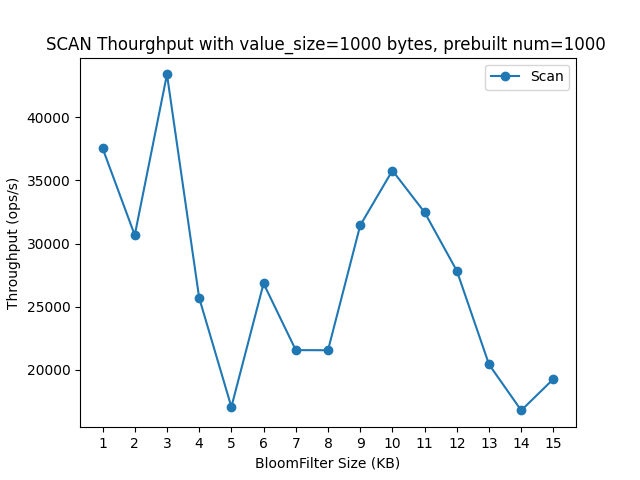 SCAN Thourghput with value_size=1000 bytes, prebuilt num=1000
Scan
40000
35000
30000
25000
20000
Throughput (ops/s)
1 2 3 4 5 6 7 8 9 10 11 12 13 14 15
BloomFilter Size (KB)